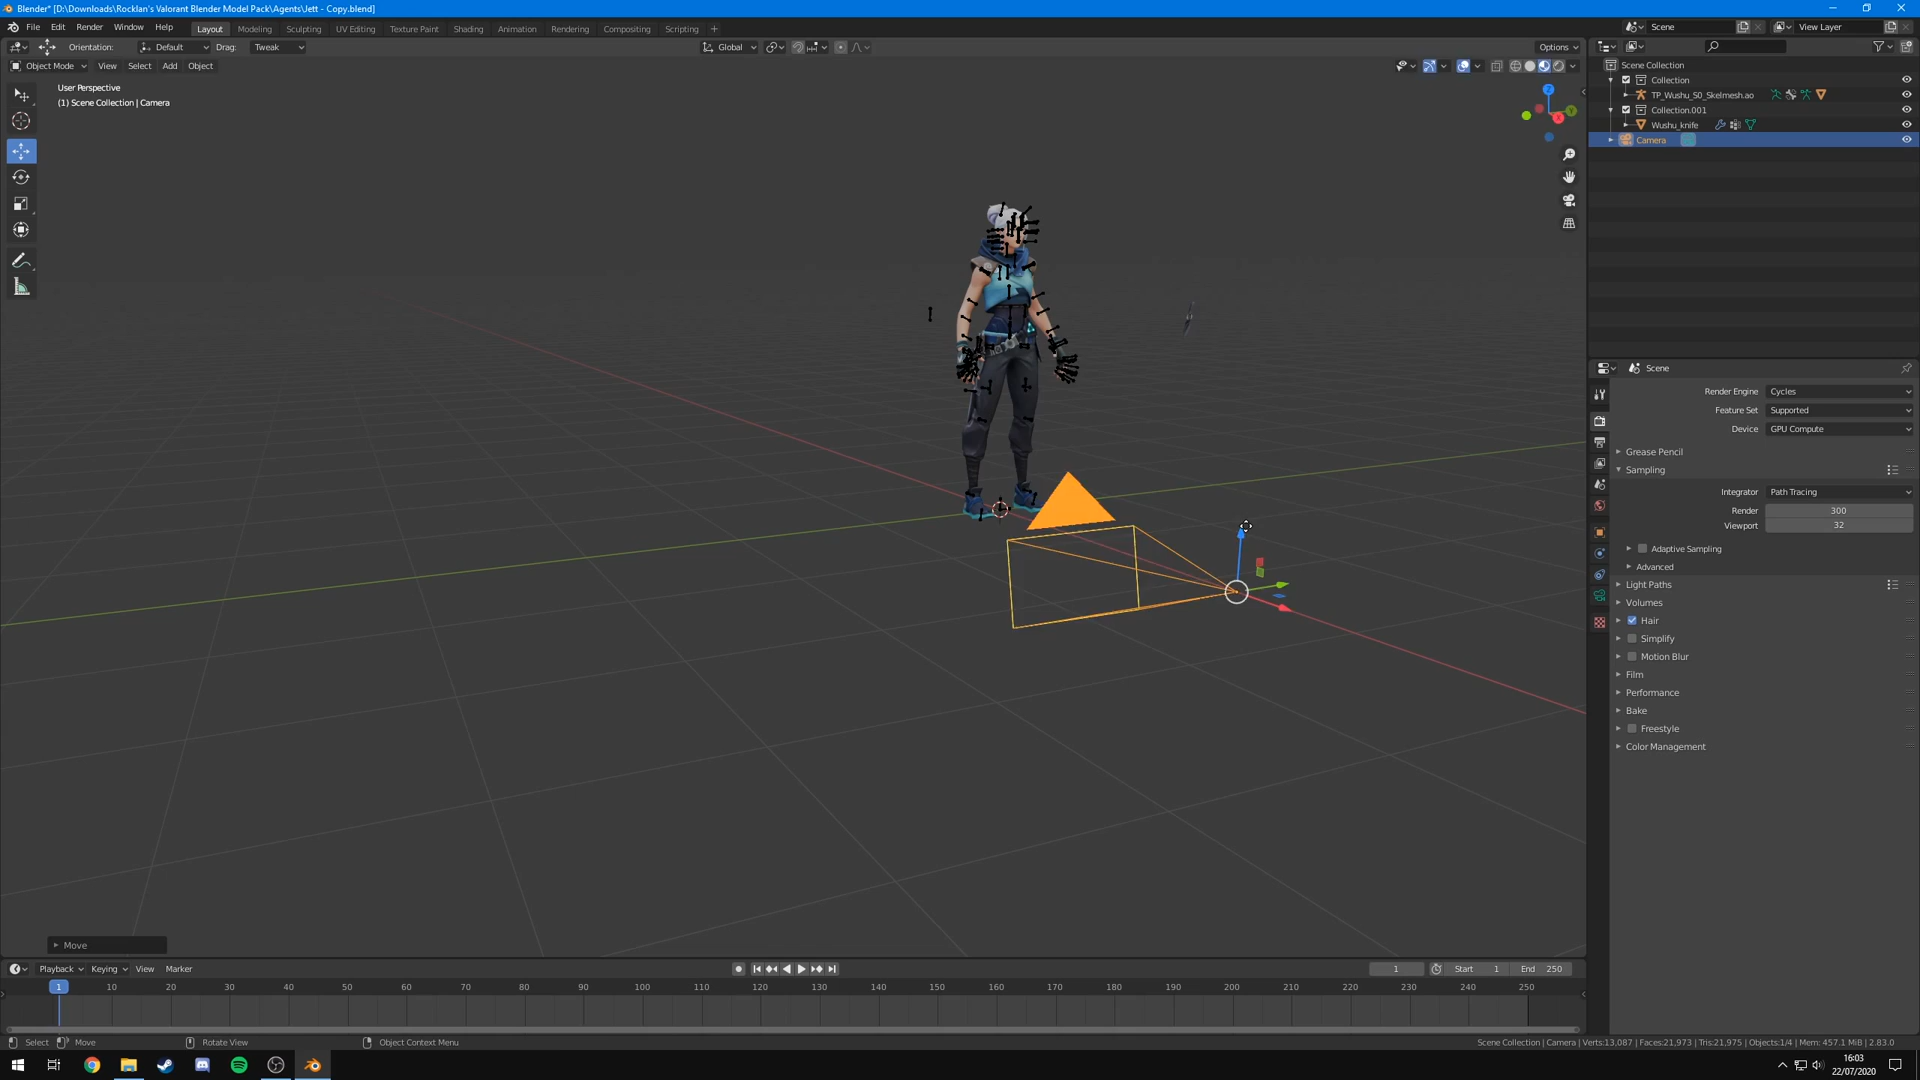 Blender* [D:\Downloads\Rocklan's Valorant Blender Model Pack\Agents\Jett - Copy.blend]
File Edit Render Window Help Layout Modeling Sculpting UV Editing Texture Paint Shading Animation Rendering Compositing Scripting + Scene View Layer
Orientation: Default Drag: Tweak Global Options
Object Mode View Select Add Object
User Perspective
(1) Scene Collection | Camera
Z
Y
X
Scene Collection
Collection
TP_Wushu_S0_Skelmesh.ao
Collection.001
Wushu_knife
Camera
Scene
Render Engine Cycles
Feature Set Supported
Device GPU Compute
Grease Pencil
Sampling
Integrator Path Tracing
Render 300
Viewport 32
Adaptive Sampling
Advanced
Light Paths
Volumes
Hair
Simplify
Motion Blur
Film
Performance
Bake
Freestyle
Color Management
Move
Playback Keying View Marker 1 Start 1 End 250
1 10 20 30 40 50 60 70 80 90 100 110 120 130 140 150 160 170 180 190 200 210 220 230 240 250
Select Move Rotate View Object Context Menu Scene Collection | Camera | Verts:13,087 | Faces:21,973 | Tris:21,975 | Objects:1/4 | Mem: 457.1 MiB | 2.83.0
16:03
22/07/2020